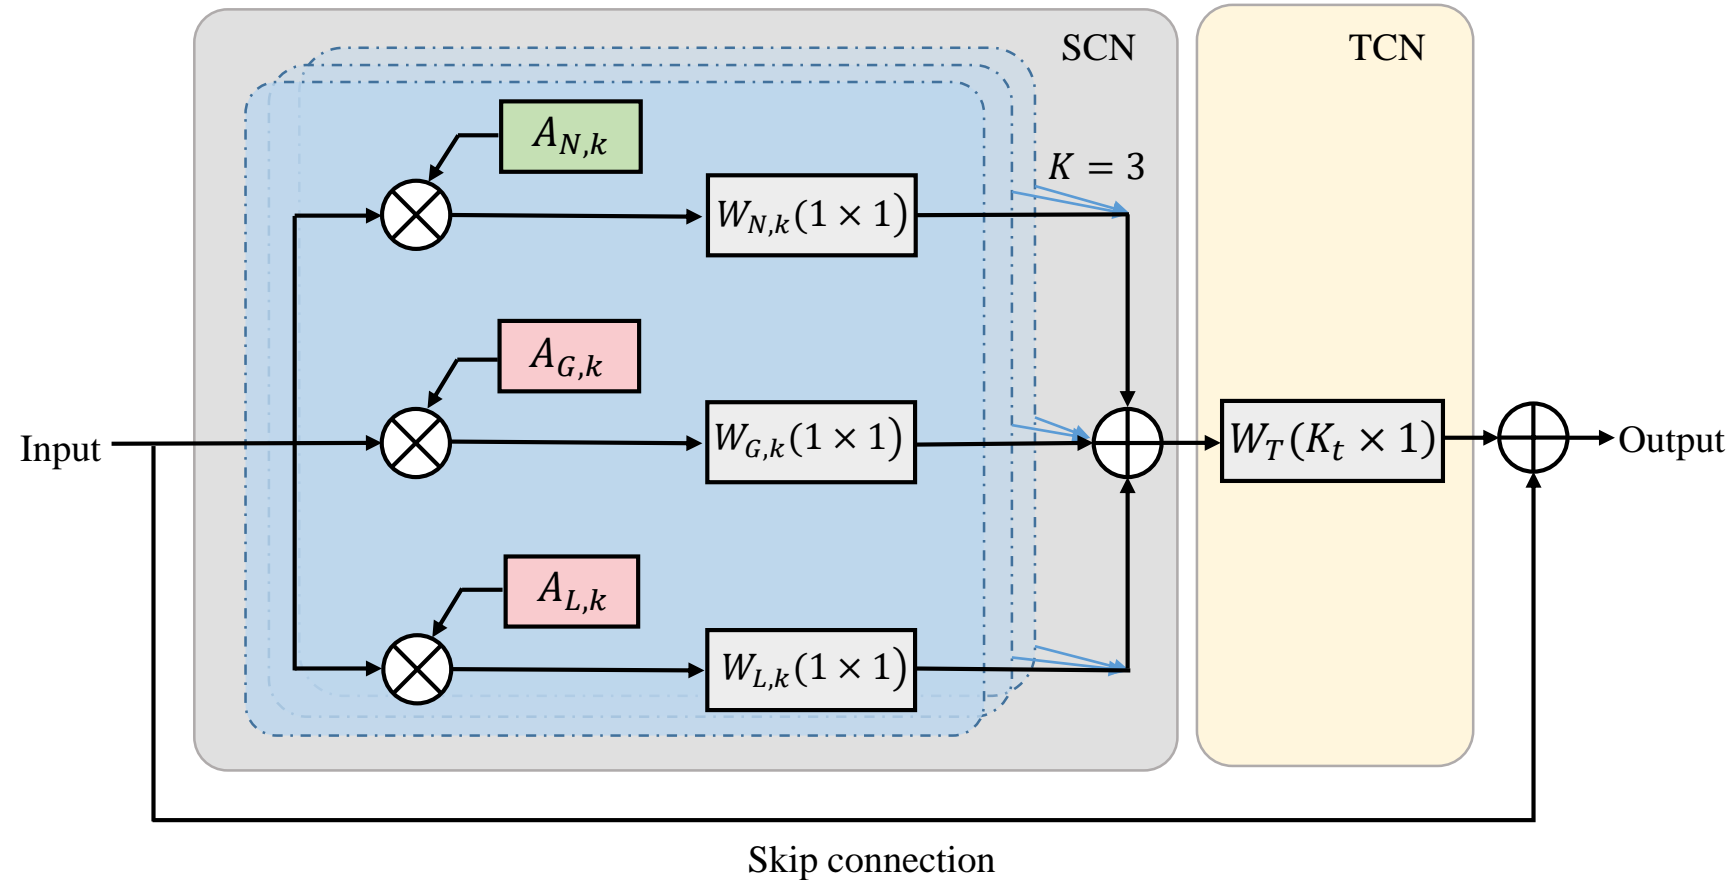 SCN
TCN
A_{N,k}
K = 3
W_{N,k}(1 × 1)
A_{G,k}
Input
W_{G,k}(1 × 1)
W_T(K_t × 1)
Output
A_{L,k}
W_{L,k}(1 × 1)
Skip connection